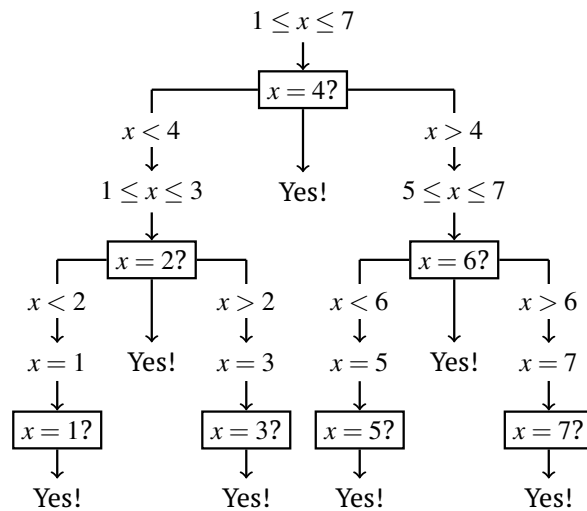 1 ≤ x ≤ 7
x = 4?
x < 4
x > 4
1 ≤ x ≤ 3
Yes!
5 ≤ x ≤ 7
x = 2?
x = 6?
x < 2
x > 2
x < 6
x > 6
x = 1
Yes!
x = 3
x = 5
Yes!
x = 7
x = 1?
x = 3?
x = 5?
x = 7?
Yes!
Yes!
Yes!
Yes!